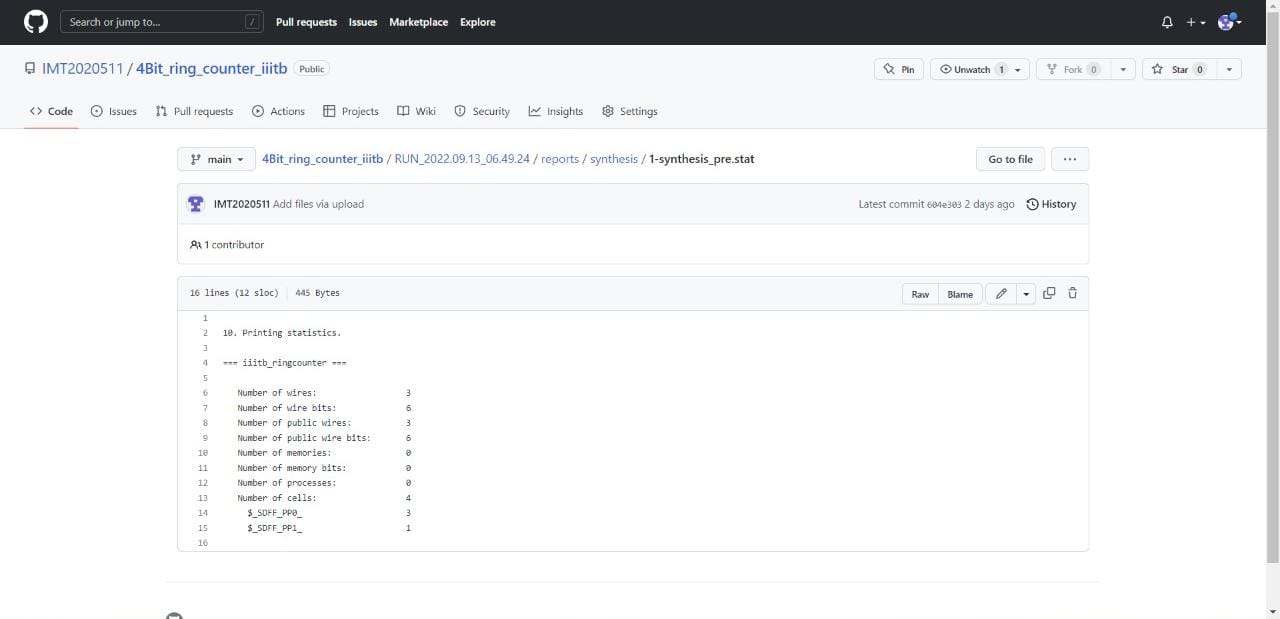 Search or jump to... / Pull requests Issues Marketplace Explore
IMT2020511 / 4Bit_ring_counter_iiitb Public Pin Unwatch 1 Fork 0 Star 0
Code Issues Pull requests Actions Projects Wiki Security Insights Settings
main 4Bit_ring_counter_iiitb / RUN_2022.09.13_06.49.24 / reports / synthesis / 1-synthesis_pre.stat Go to file ...
IMT2020511 Add files via upload Latest commit 604e303 2 days ago History
1 contributor
16 lines (12 sloc) 445 Bytes Raw Blame
1
2 10. Printing statistics.
3
4 === iiitb_ringcounter ===
5
6 Number of wires: 3
7 Number of wire bits: 6
8 Number of public wires: 3
9 Number of public wire bits: 6
10 Number of memories: 0
11 Number of memory bits: 0
12 Number of processes: 0
13 Number of cells: 4
14 $_SDFF_PP0_ 3
15 $_SDFF_PP1_ 1
16